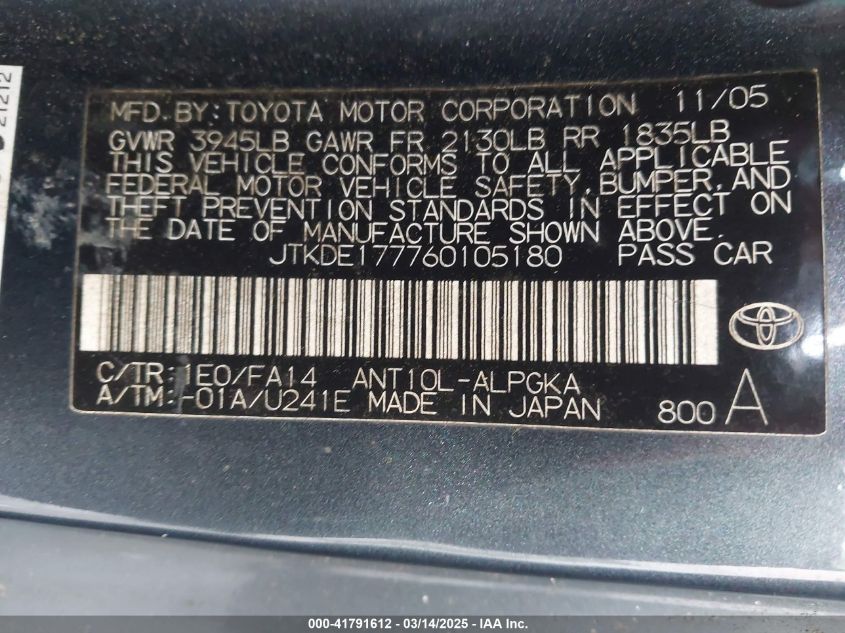 21212
MFD.BY:TOYOTA MOTOR CORPORATION 11/05
GVWR 3945LB GAWR FR 2130LB RR 1835LB
THIS VEHICLE CONFORMS TO ALL APPLICABLE
FEDERAL MOTOR VEHICLE SAFETY,BUMPER,AND
THEFT PREVENTION STANDARDS IN EFFECT ON
THE DATE OF MANUFACTURE SHOWN ABOVE.
JTKDE177760105180 PASS CAR
C/TR:1E0/FA14 ANT10L-ALPGKA
A/TM:-01A/U241E MADE IN JAPAN 800 A
000-41791612 - 03/14/2025 - IAA Inc.